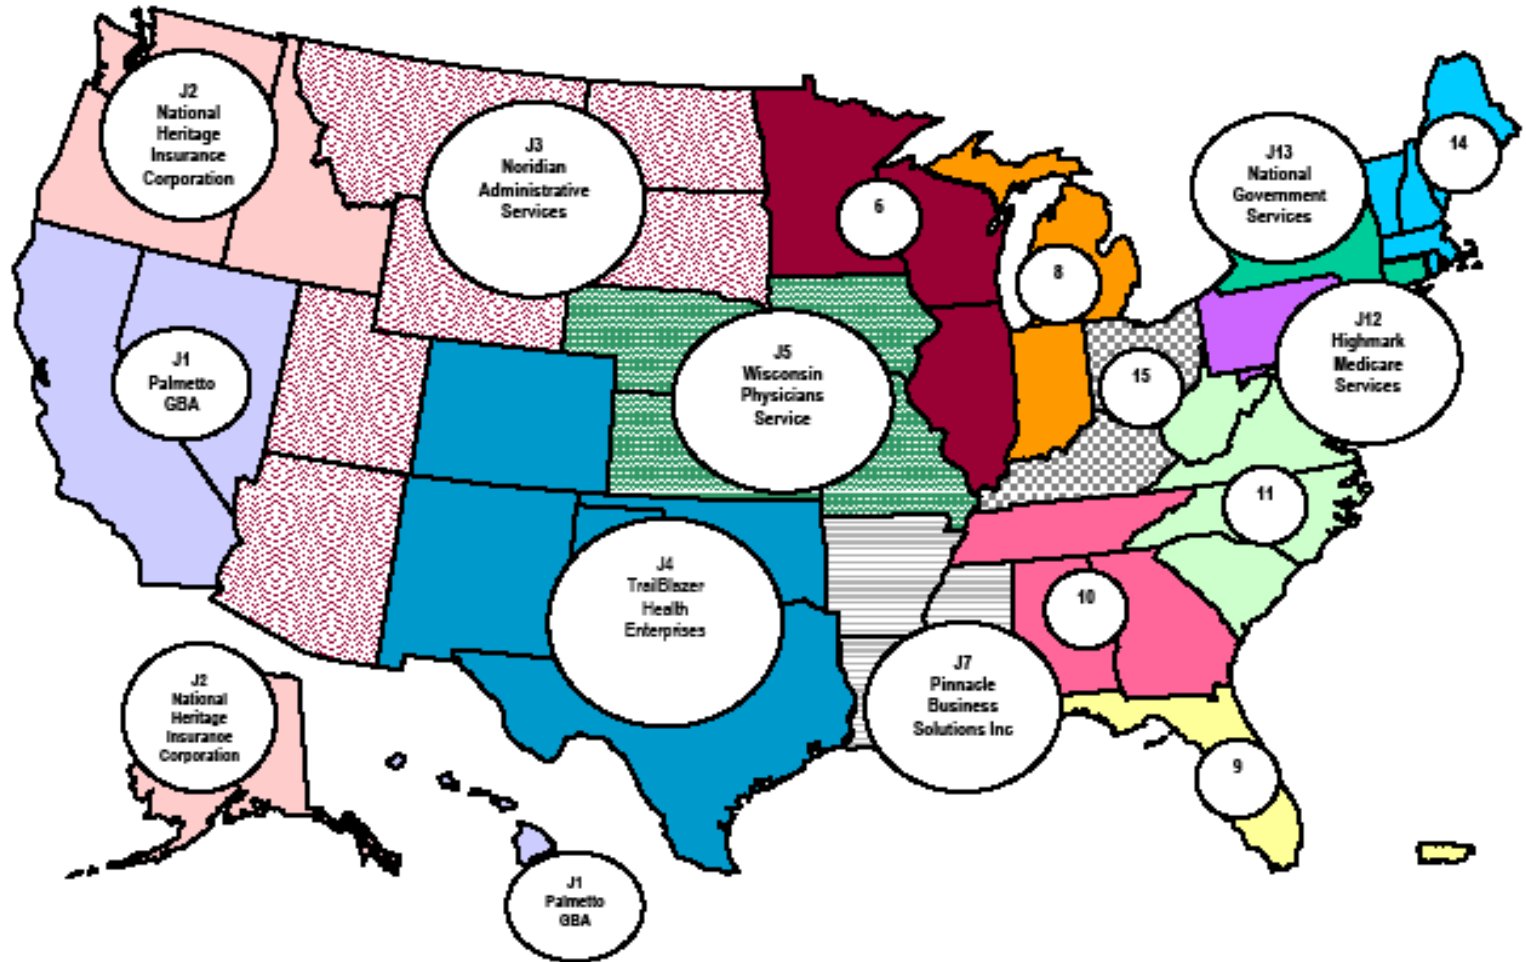 J2
National
Heritage
Insurance
Corporation
J3
Noridian
Administrative
Services
6
8
J13
National
Government
Services
14
J1
Palmetto
GBA
J5
Wisconsin
Physicians
Service
15
J12
Highmark
Medicare
Services
11
J4
TrailBlazer
Health
Enterprises
10
J7
Pinnacle
Business
Solutions Inc
9
J2
National
Heritage
Insurance
Corporation
J1
Palmetto
GBA